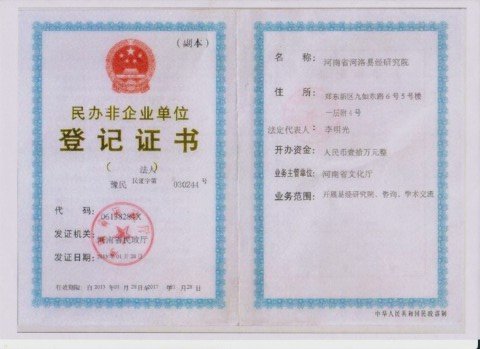 （副本）
民办非企业单位
登记证书
（ 法人 ）
豫民 民证字第 030244 号
代 码：
发证机关：河南省民政厅
发证日期：
有效期限：自
名 称：河南省河洛易经研究院
住 所：郑东新区九如东路6号5号楼
一层附4号
法定代表人：李明光
开办资金：人民币壹拾万元整
业务主管单位：河南省文化厅
业务范围：开展易经研究院、咨询、学术交流
中华人民共和国民政部制